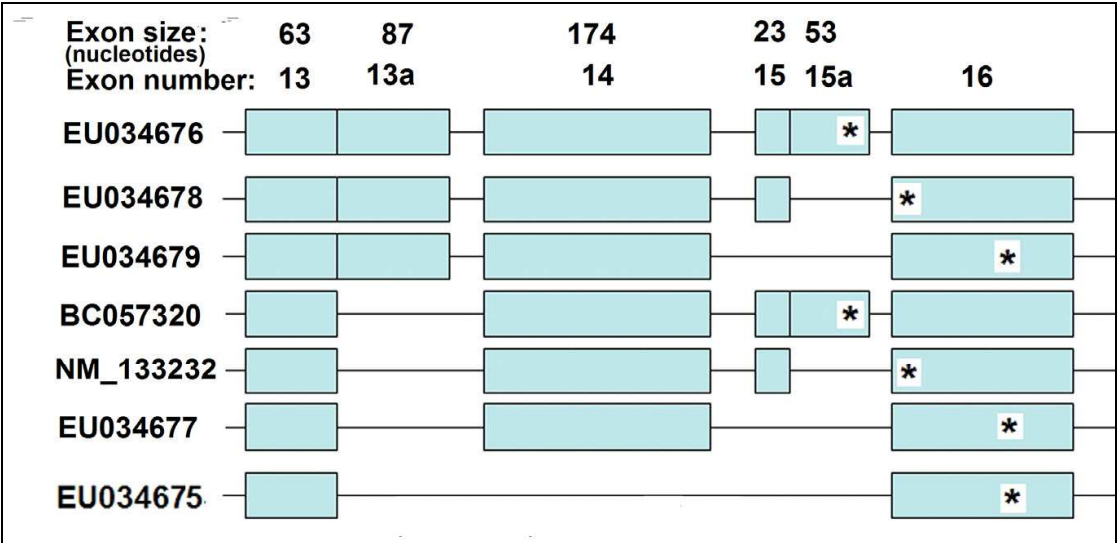 Exon size: 63 87 174 23 53
(nucleotides)
Exon number: 13 13a 14 15 15a 16
EU034676 *
EU034678 *
EU034679 *
BC057320 *
NM_133232 *
EU034677 *
EU034675 *